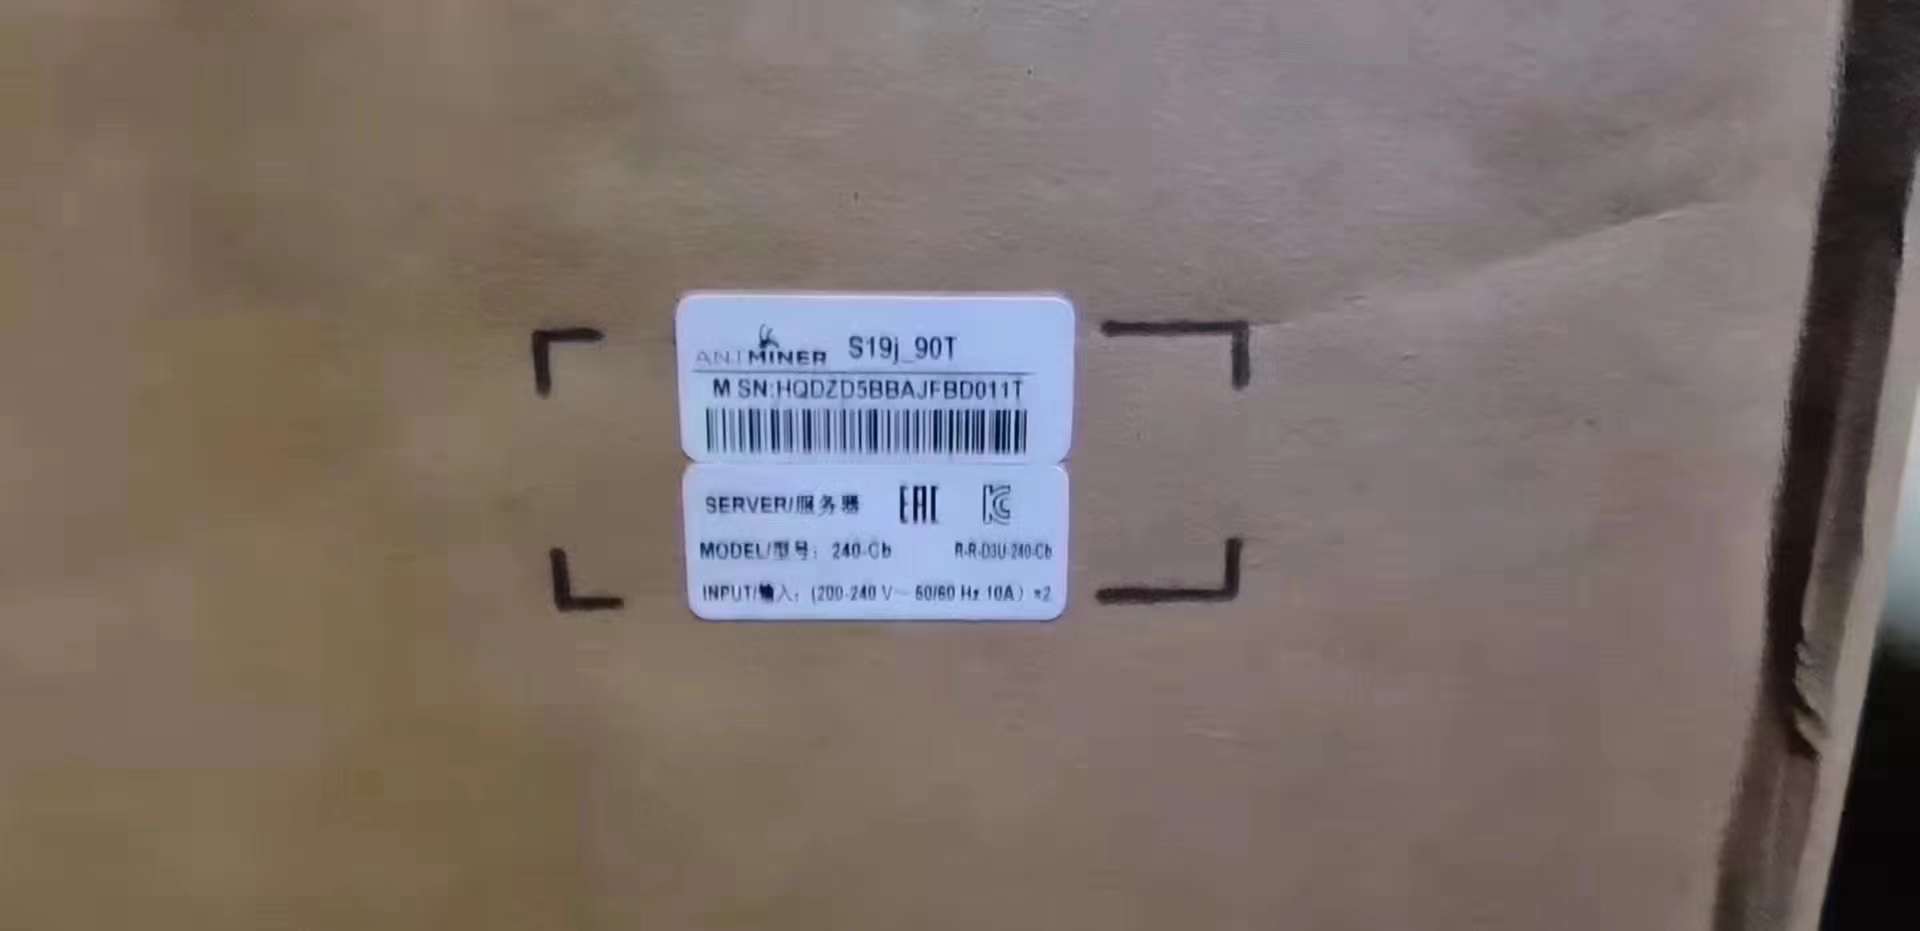 ANTMINER S19j_90T
M SN:HQDZD5BBAJFBD011T
SERVER/服务器 EAC KC
MODEL/型号: 240-Cb R-R-D3U-240-Cb
INPUT/输入: (200-240 V~ 50/60 Hz 10A) ×2